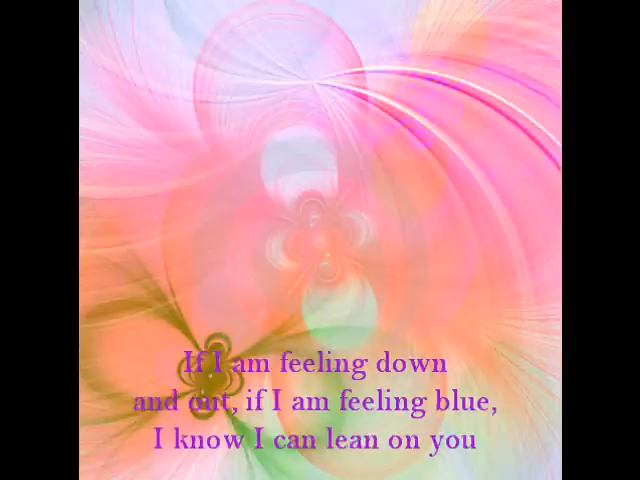 If I am feeling down
and out, if I am feeling blue,
I know I can lean on you